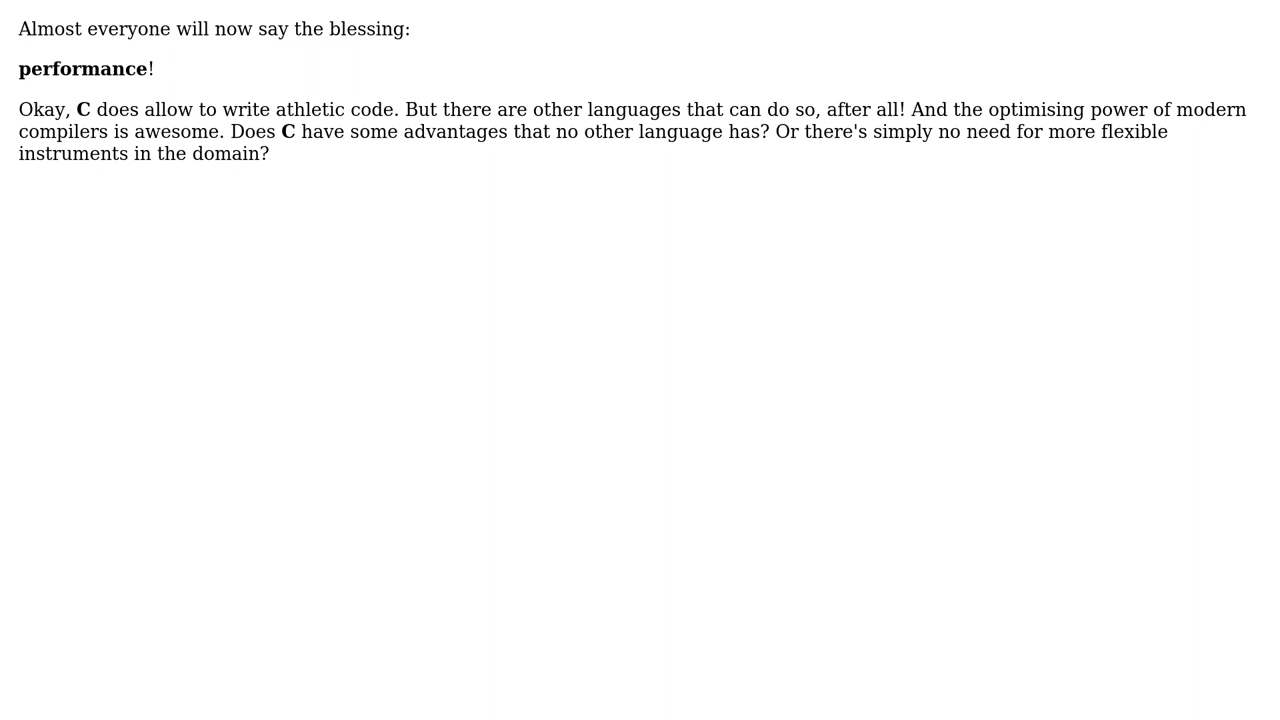 Almost everyone will now say the blessing:
performance!
Okay, C does allow to write athletic code. But there are other languages that can do so, after all! And the optimising power of modern
compilers is awesome. Does C have some advantages that no other language has? Or there's simply no need for more flexible
instruments in the domain?